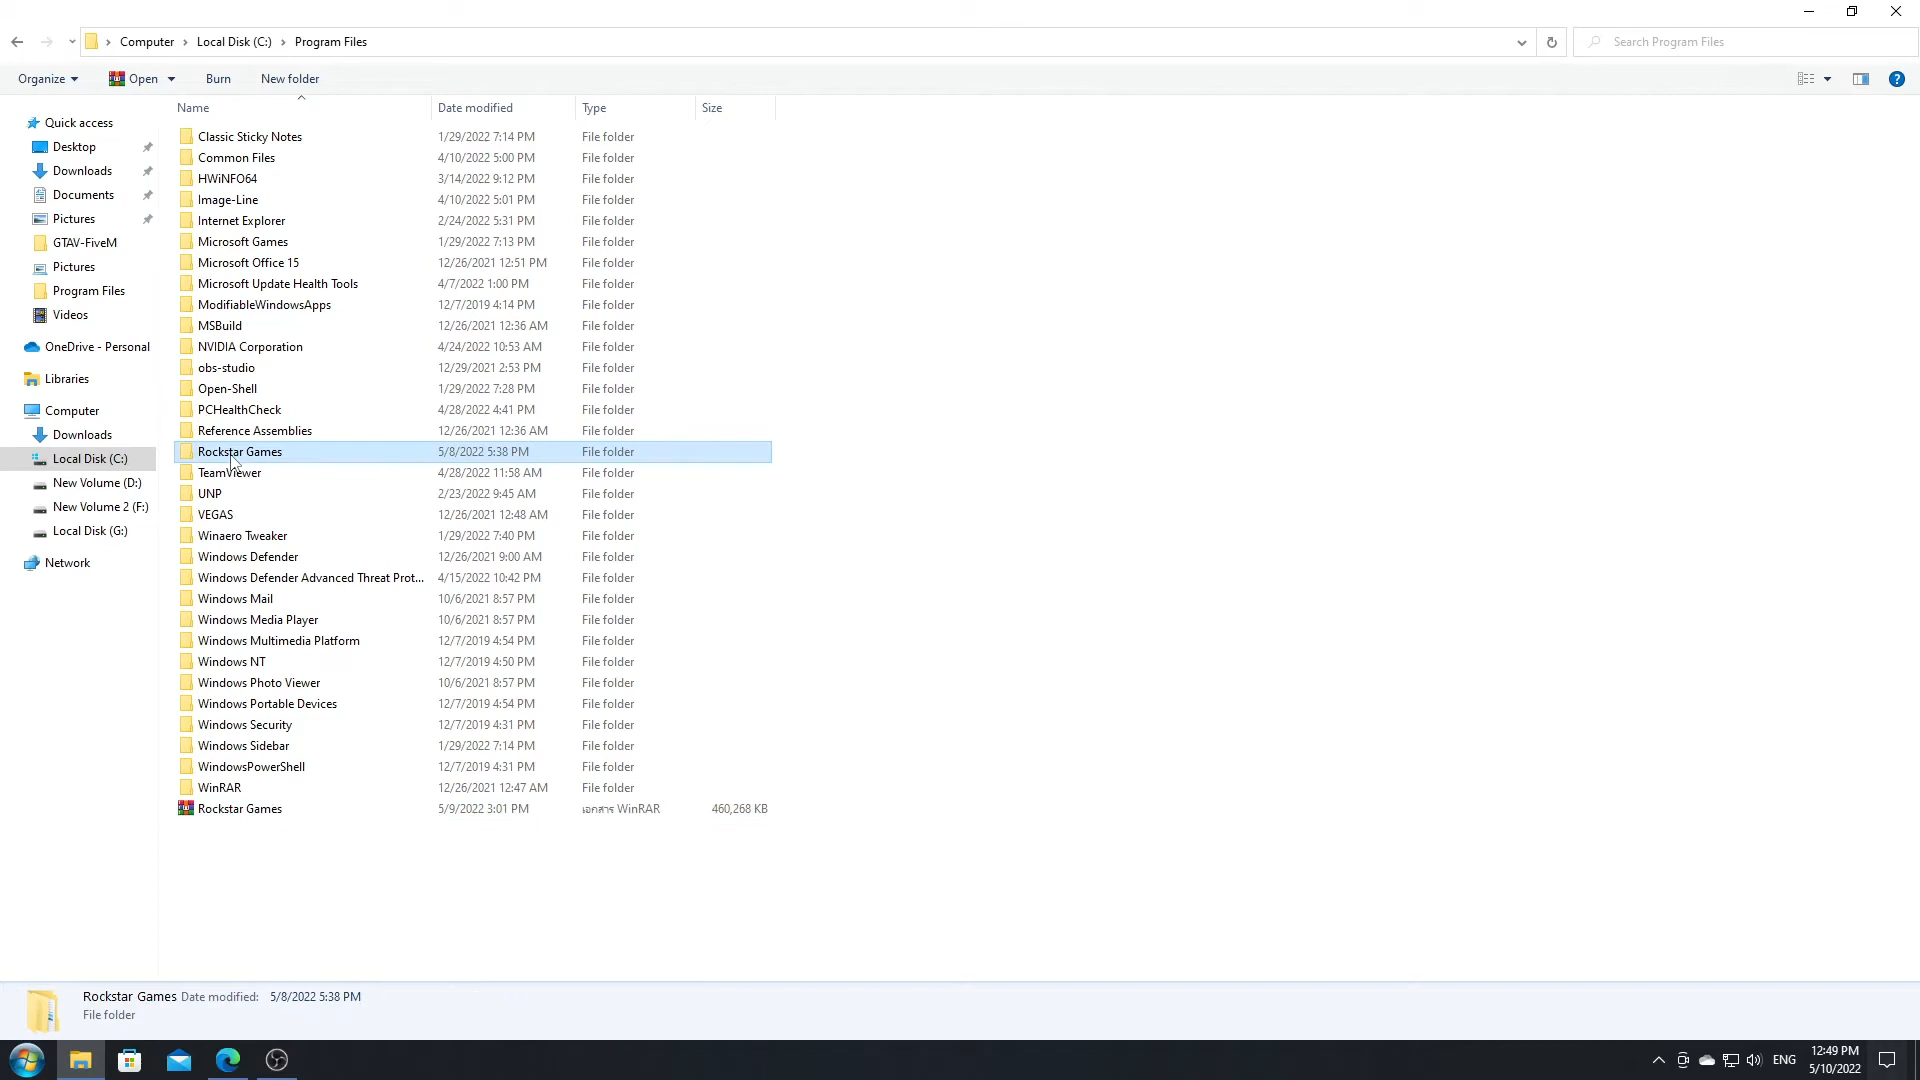 Computer › Local Disk (C:) › Program Files
Search Program Files
Organize Open Burn New folder
Name Date modified Type Size
Quick access
Desktop
Downloads
Documents
Pictures
GTAV-FiveM
Pictures
Program Files
Videos
OneDrive - Personal
Libraries
Computer
Downloads
Local Disk (C:)
New Volume (D:)
New Volume 2 (F:)
Local Disk (G:)
Network
Classic Sticky Notes 1/29/2022 7:14 PM File folder
Common Files 4/10/2022 5:00 PM File folder
HWiNFO64 3/14/2022 9:12 PM File folder
Image-Line 4/10/2022 5:01 PM File folder
Internet Explorer 2/24/2022 5:31 PM File folder
Microsoft Games 1/29/2022 7:13 PM File folder
Microsoft Office 15 12/26/2021 12:51 PM File folder
Microsoft Update Health Tools 4/7/2022 1:00 PM File folder
ModifiableWindowsApps 12/7/2019 4:14 PM File folder
MSBuild 12/26/2021 12:36 AM File folder
NVIDIA Corporation 4/24/2022 10:53 AM File folder
obs-studio 12/29/2021 2:53 PM File folder
Open-Shell 1/29/2022 7:28 PM File folder
PCHealthCheck 4/28/2022 4:41 PM File folder
Reference Assemblies 12/26/2021 12:36 AM File folder
Rockstar Games 5/8/2022 5:38 PM File folder
TeamViewer 4/28/2022 11:58 AM File folder
UNP 2/23/2022 9:45 AM File folder
VEGAS 12/26/2021 12:48 AM File folder
Winaero Tweaker 1/29/2022 7:40 PM File folder
Windows Defender 12/26/2021 9:00 AM File folder
Windows Defender Advanced Threat Prot... 4/15/2022 10:42 PM File folder
Windows Mail 10/6/2021 8:57 PM File folder
Windows Media Player 10/6/2021 8:57 PM File folder
Windows Multimedia Platform 12/7/2019 4:54 PM File folder
Windows NT 12/7/2019 4:50 PM File folder
Windows Photo Viewer 10/6/2021 8:57 PM File folder
Windows Portable Devices 12/7/2019 4:54 PM File folder
Windows Security 12/7/2019 4:31 PM File folder
Windows Sidebar 1/29/2022 7:14 PM File folder
WindowsPowerShell 12/7/2019 4:31 PM File folder
WinRAR 12/26/2021 12:47 AM File folder
Rockstar Games 5/9/2022 3:01 PM เอกสาร WinRAR 460,268 KB
Rockstar Games Date modified: 5/8/2022 5:38 PM
File folder
ENG
12:49 PM
5/10/2022